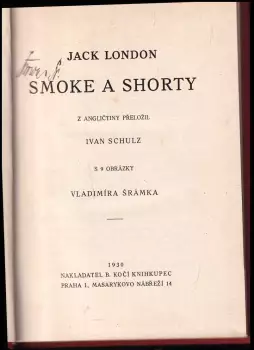 JACK LONDON
SMOKE A SHORTY
Z ANGLIČTINY PŘELOŽIL
IVAN SCHULZ
S 9 OBRÁZKY
VLADIMÍRA ŠRÁMKA
1930
NAKLADATEL B. KOČÍ KNIHKUPEC
PRAHA I, MASARYKOVO NÁBŘEŽÍ 14